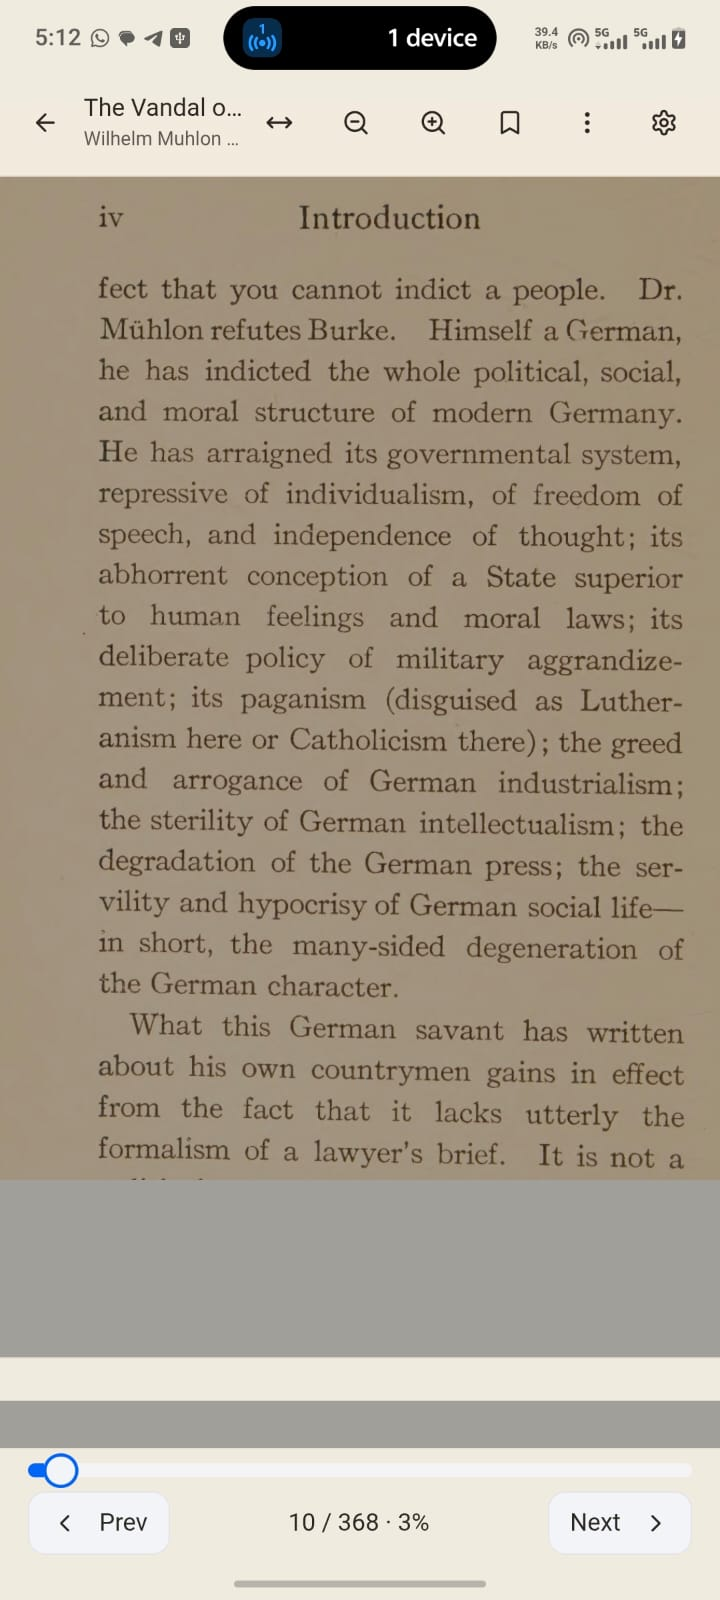 5:12
1
1 device
39.4
KB/s
5G
5G
The Vandal o...
Wilhelm Muhlon ...
iv Introduction
fect that you cannot indict a people. Dr.
Mühlon refutes Burke. Himself a German,
he has indicted the whole political, social,
and moral structure of modern Germany.
He has arraigned its governmental system,
repressive of individualism, of freedom of
speech, and independence of thought; its
abhorrent conception of a State superior
to human feelings and moral laws; its
deliberate policy of military aggrandize-
ment; its paganism (disguised as Luther-
anism here or Catholicism there); the greed
and arrogance of German industrialism;
the sterility of German intellectualism; the
degradation of the German press; the ser-
vility and hypocrisy of German social life—
in short, the many-sided degeneration of
the German character.
What this German savant has written
about his own countrymen gains in effect
from the fact that it lacks utterly the
formalism of a lawyer's brief. It is not a
Prev
10 / 368 · 3%
Next